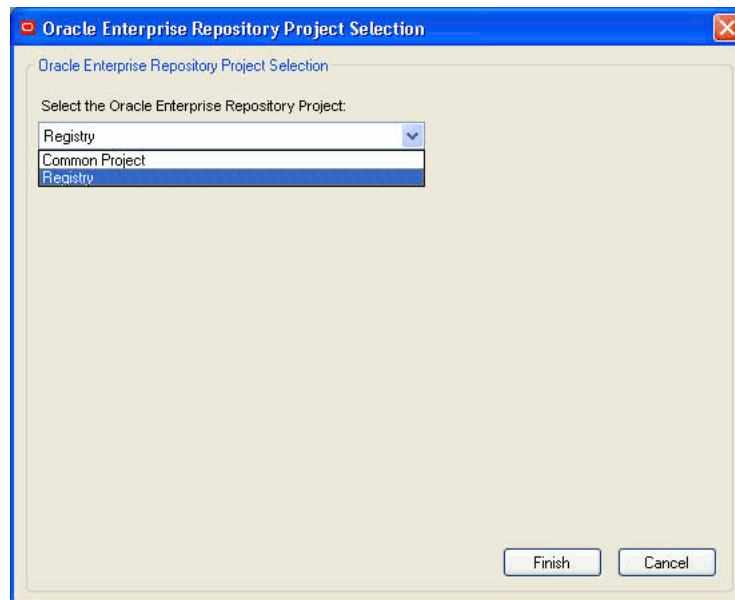 Oracle Enterprise Repository Project Selection
Oracle Enterprise Repository Project Selection
Select the Oracle Enterprise Repository Project:
Registry
Common Project
Registry
Finish Cancel